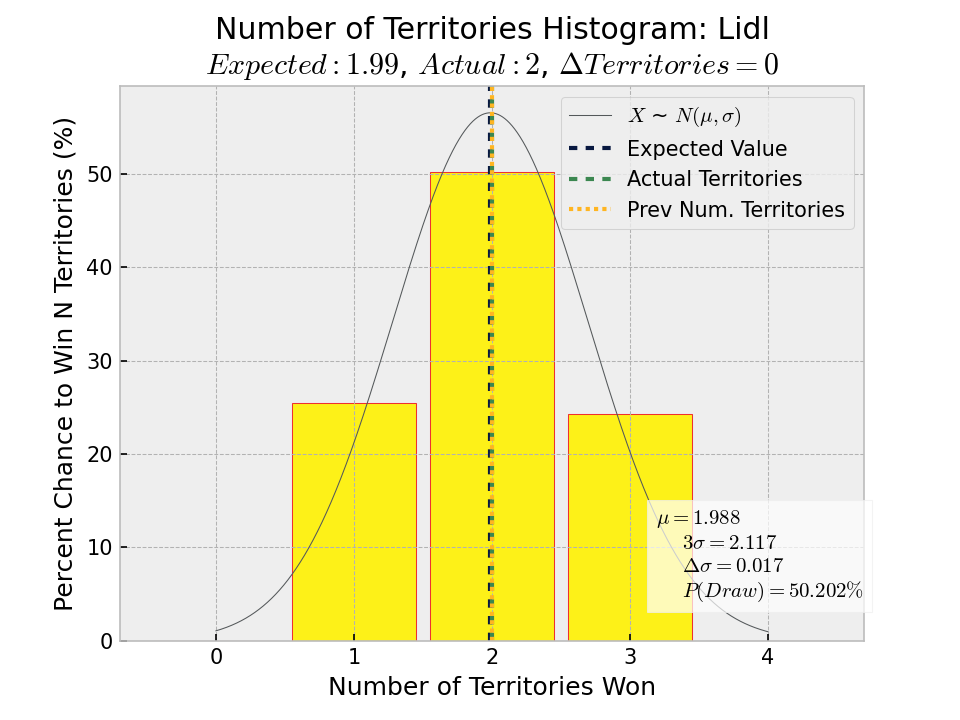 Number of Territories Histogram: Lidl
Expected : 1.99, Actual : 2, ΔTerritories = 0
Percent Chance to Win N Territories (%)
50
40
30
20
10
0
X ~ N(μ, σ)
Expected Value
Actual Territories
Prev Num. Territories
μ = 1.988
3σ = 2.117
Δσ = 0.017
P(Draw) = 50.202%
0 1 2 3 4
Number of Territories Won